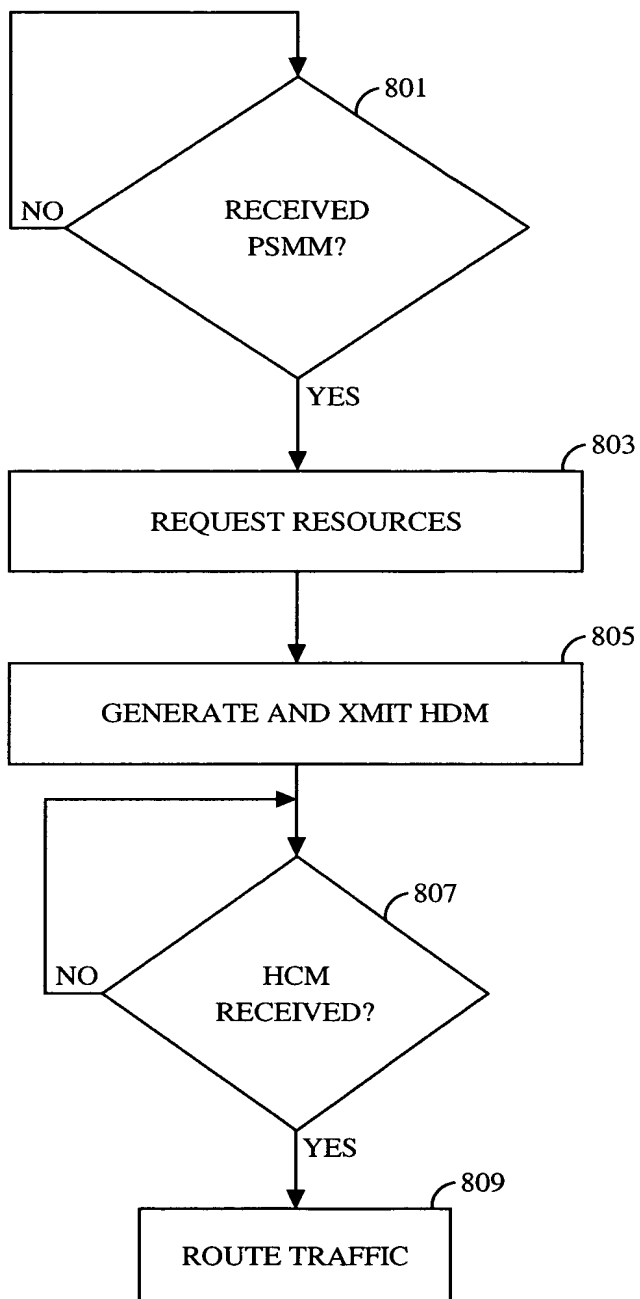 801
RECEIVED
PSMM?
NO
YES
803
REQUEST RESOURCES
805
GENERATE AND XMIT HDM
807
HCM
RECEIVED?
NO
YES
809
ROUTE TRAFFIC